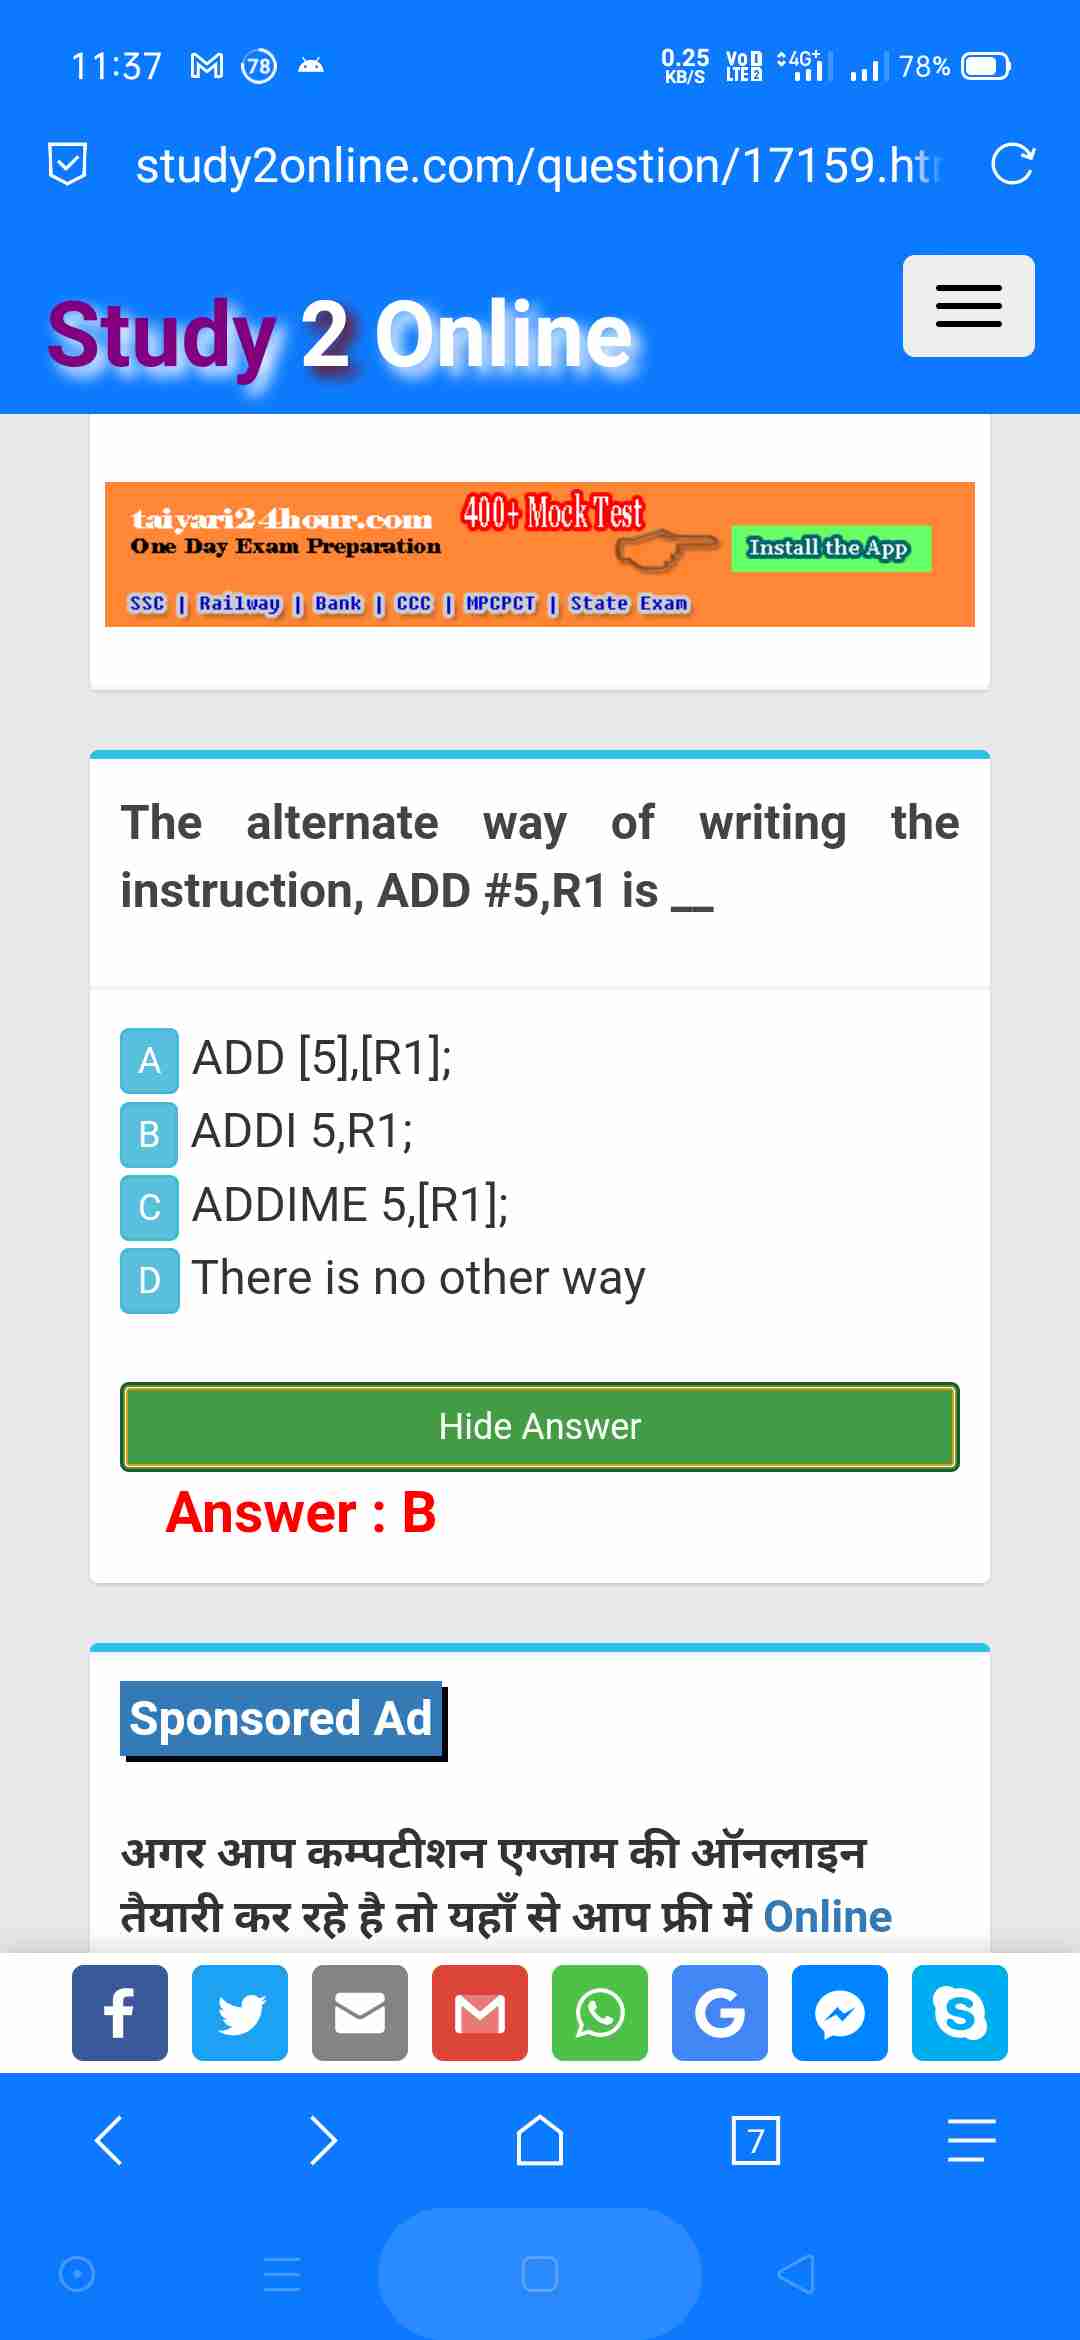 11:37 78 0.25 KB/S VoD LTE 2 4G+ 78%
study2online.com/question/17159.ht
Study 2 Online
taiyari24hour.com 400+ Mock Test
One Day Exam Preparation Install the App
SSC | Railway | Bank | CCC | MPCPCT | State Exam
The alternate way of writing the
instruction, ADD #5,R1 is __
A ADD [5],[R1];
B ADDI 5,R1;
C ADDIME 5,[R1];
D There is no other way
Hide Answer
Answer : B
Sponsored Ad
अगर आप कम्पटीशन एग्जाम की ऑनलाइन
तैयारी कर रहे है तो यहाँ से आप फ्री में Online
7